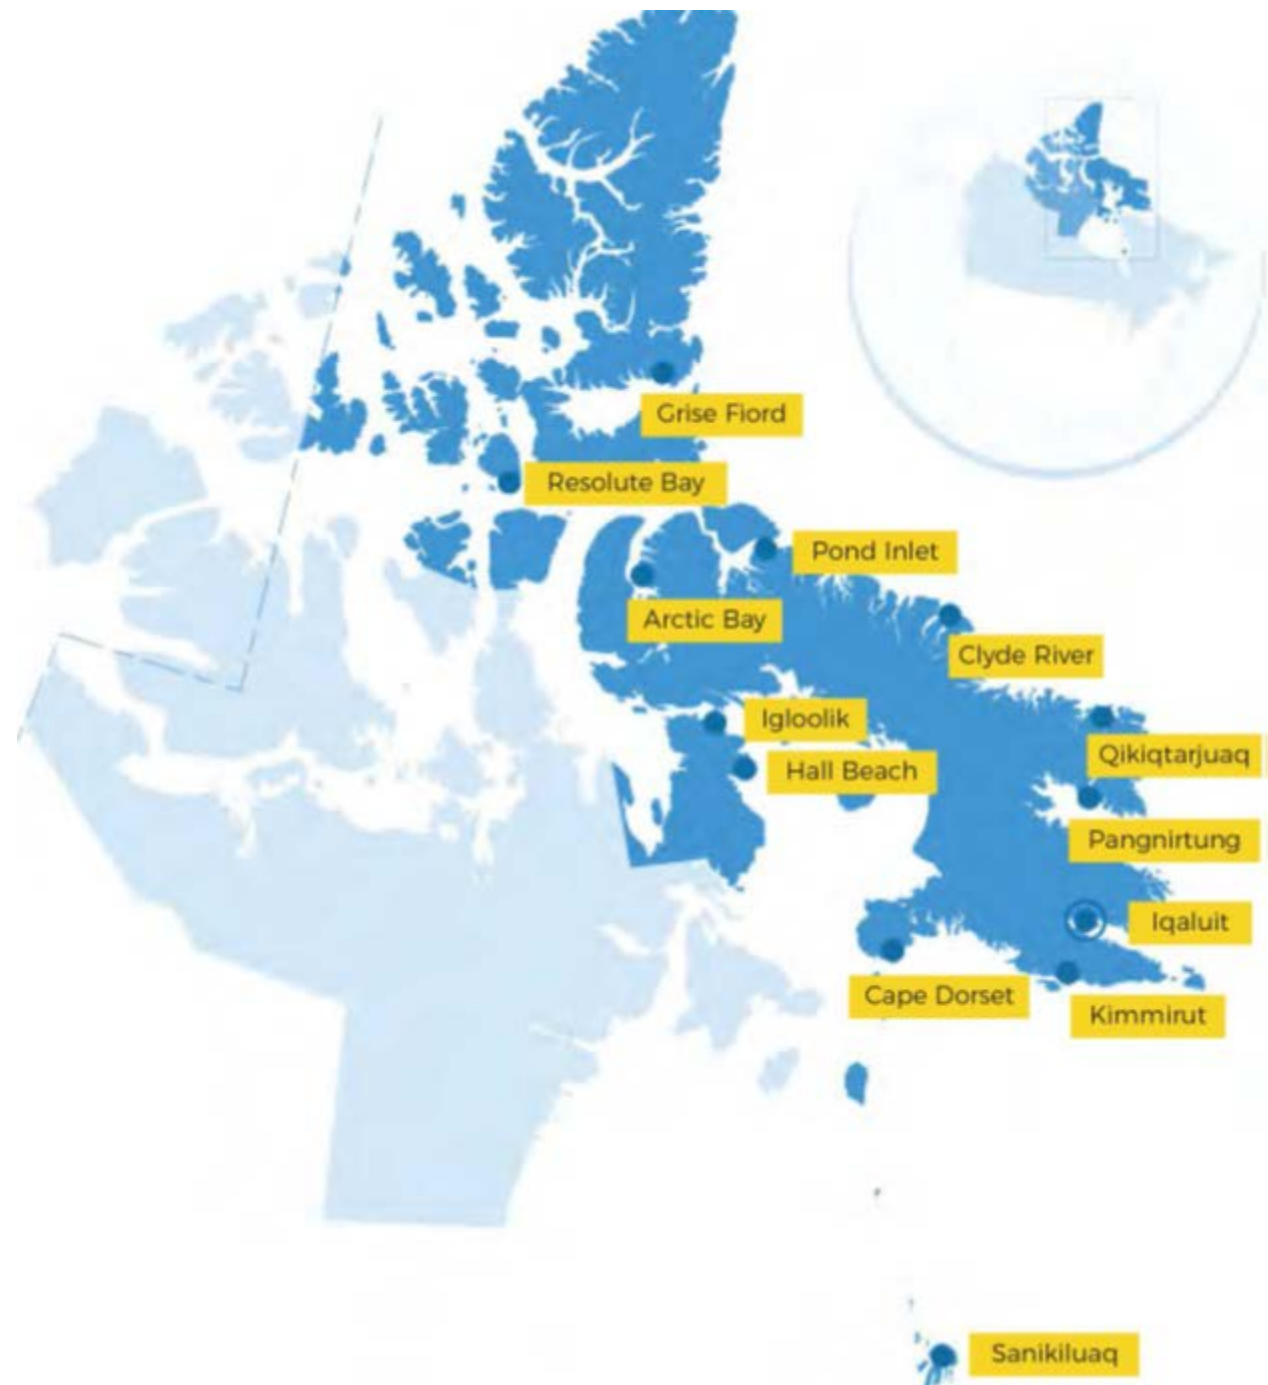 Grise Fiord
Resolute Bay
Pond Inlet
Arctic Bay
Clyde River
Igloolik
Qikiqtarjuaq
Hall Beach
Pangnirtung
Iqaluit
Cape Dorset
Kimmirut
Sanikiluaq